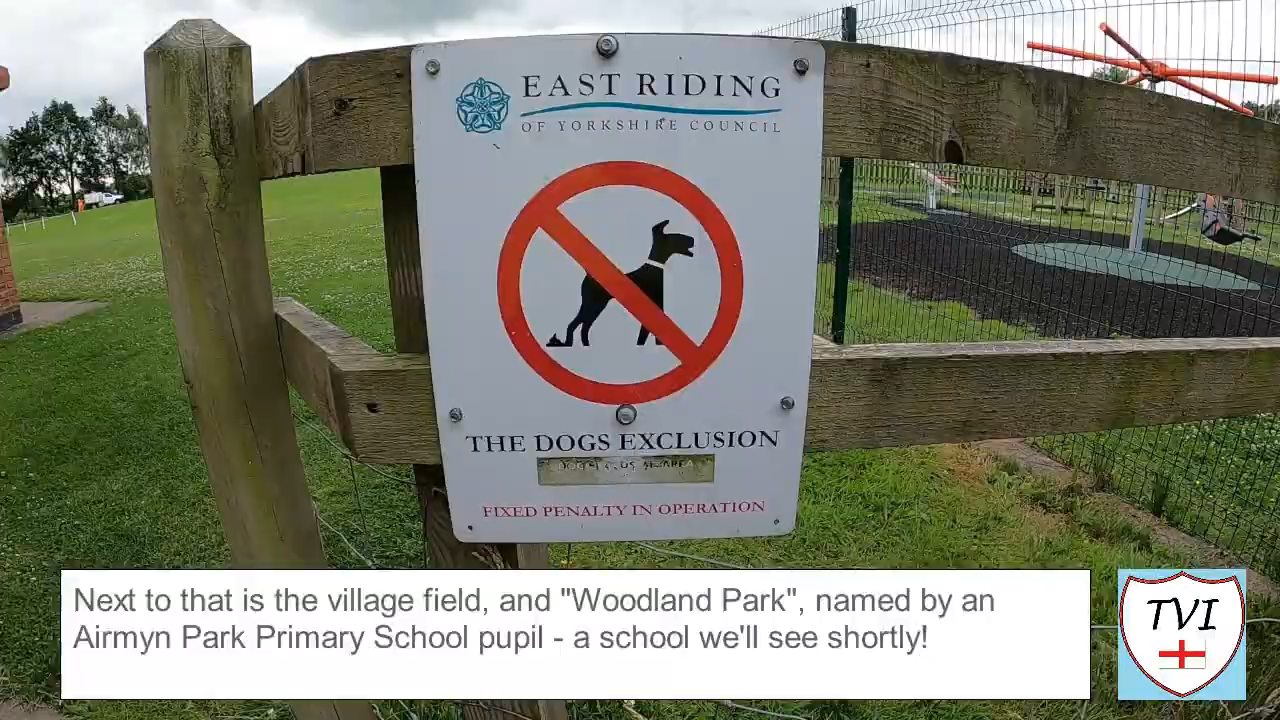 EAST RIDING
OF YORKSHIRE COUNCIL
THE DOGS EXCLUSION
FIXED PENALTY IN OPERATION
Next to that is the village field, and "Woodland Park", named by an
Airmyn Park Primary School pupil - a school we'll see shortly!
TVI